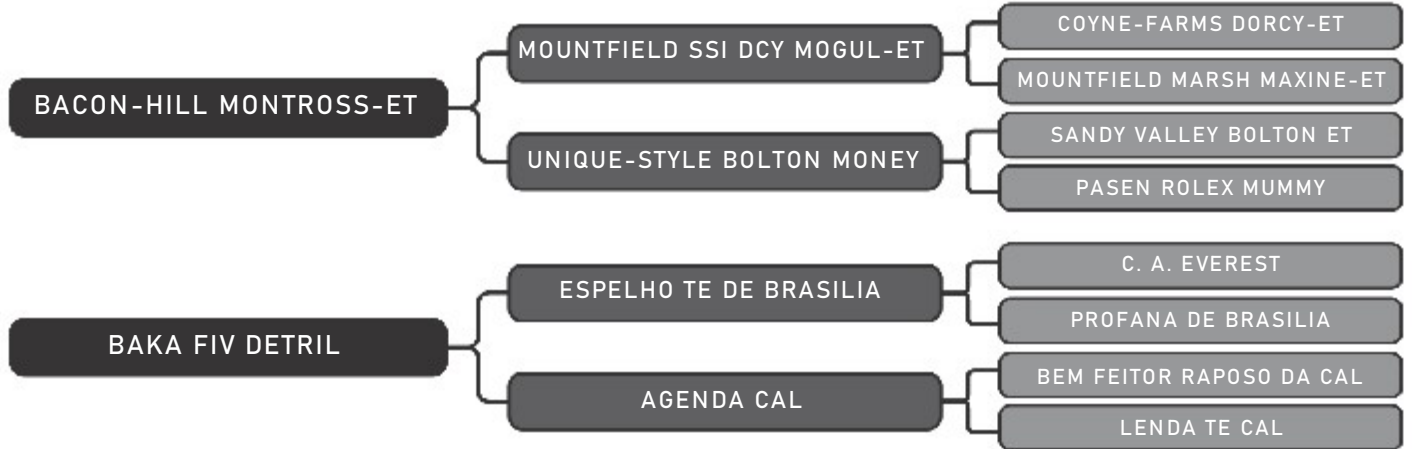 BACON-HILL MONTROSS-ET
MOUNTFIELD SSI DCY MOGUL-ET
COYNE-FARMS DORCY-ET
MOUNTFIELD MARSH MAXINE-ET
UNIQUE-STYLE BOLTON MONEY
SANDY VALLEY BOLTON ET
PASEN ROLEX MUMMY
BAKA FIV DETRIL
ESPELHO TE DE BRASILIA
C. A. EVEREST
PROFANA DE BRASILIA
AGENDA CAL
BEM FEITOR RAPOSO DA CAL
LENDA TE CAL